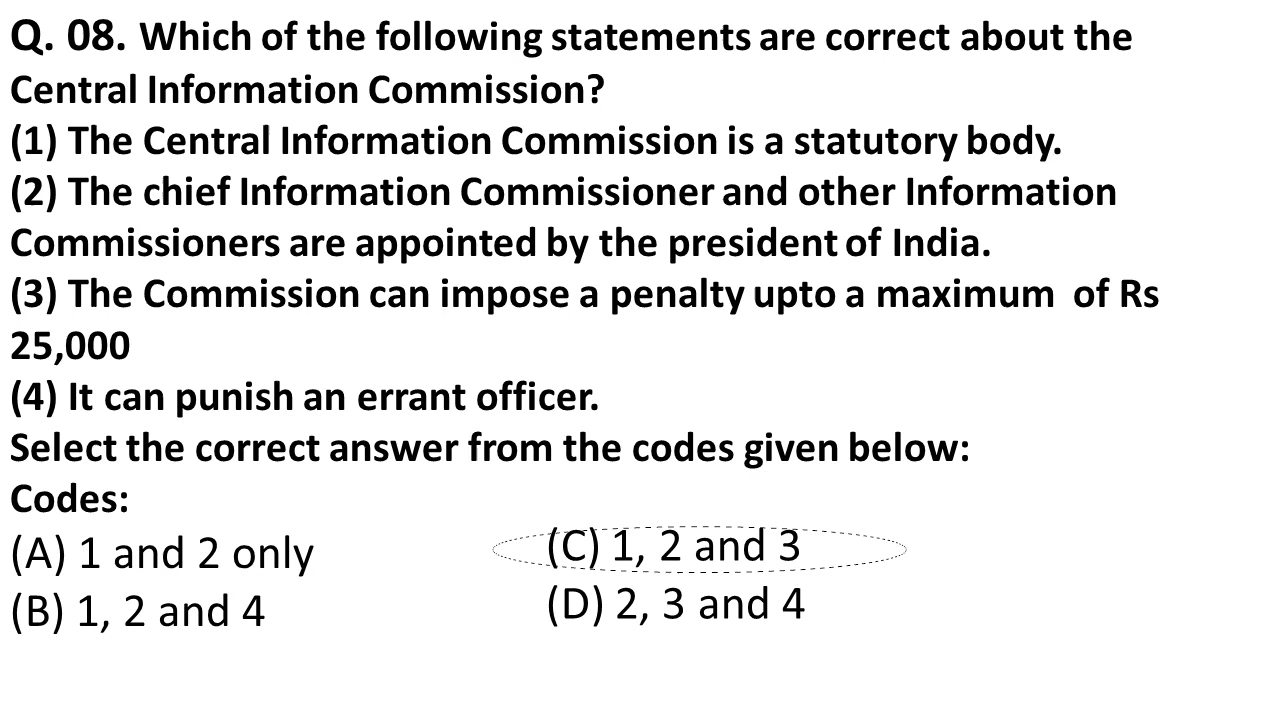 Q. 08. Which of the following statements are correct about the
Central Information Commission?
(1) The Central Information Commission is a statutory body.
(2) The chief Information Commissioner and other Information
Commissioners are appointed by the president of India.
(3) The Commission can impose a penalty upto a maximum of Rs
25,000
(4) It can punish an errant officer.
Select the correct answer from the codes given below:
Codes:
(A) 1 and 2 only
(B) 1, 2 and 4
(C) 1, 2 and 3
(D) 2, 3 and 4